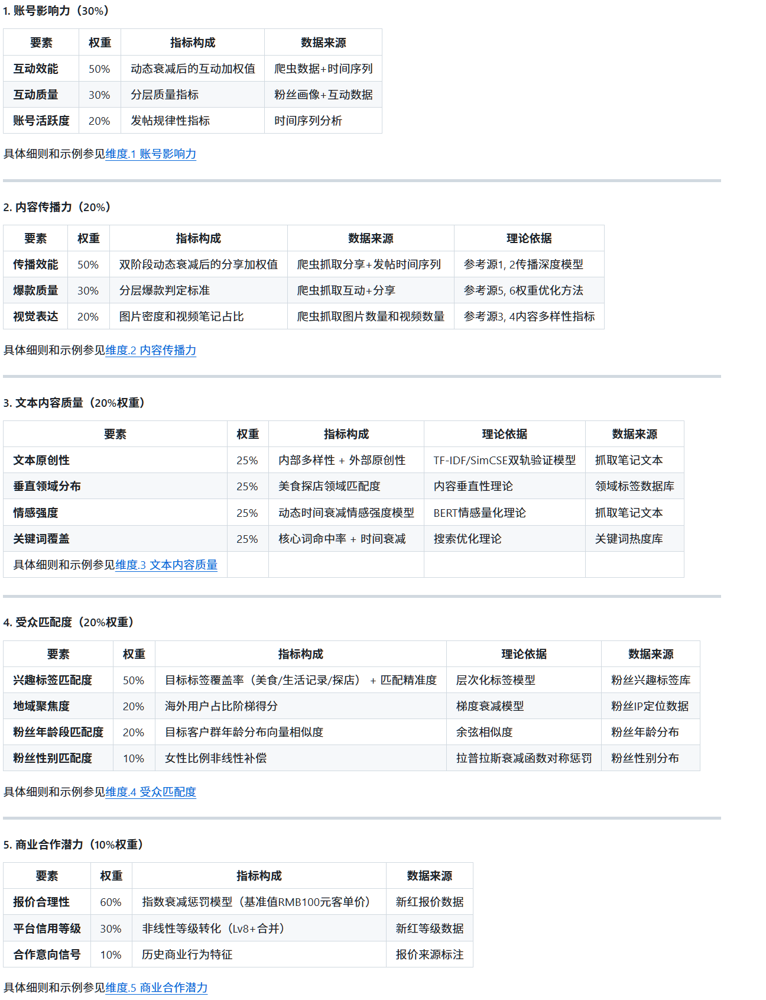 1. 账号影响力（30%）
要素 权重 指标构成 数据来源
互动效能 50% 动态衰减后的互动加权值 爬虫数据+时间序列
互动质量 30% 分层质量指标 粉丝画像+互动数据
账号活跃度 20% 发帖规律性指标 时间序列分析
具体细则和示例参见维度.1 账号影响力
2. 内容传播力（20%）
要素 权重 指标构成 数据来源 理论依据
传播效能 50% 双阶段动态衰减后的分享加权值 爬虫抓取分享+发帖时间序列 参考源1, 2传播深度模型
爆款质量 30% 分层爆款判定标准 爬虫抓取互动+分享 参考源5, 6权重优化方法
视觉表达 20% 图片密度和视频笔记占比 爬虫抓取图片数量和视频数量 参考源3, 4内容多样性指标
具体细则和示例参见维度.2 内容传播力
3. 文本内容质量（20%权重）
要素 权重 指标构成 理论依据 数据来源
文本原创性 25% 内部多样性 + 外部原创性 TF-IDF/SimCSE双轨验证模型 抓取笔记文本
垂直领域分布 25% 美食探店领域匹配度 内容垂直性理论 领域标签数据库
情感强度 25% 动态时间衰减情感强度模型 BERT情感量化理论 抓取笔记文本
关键词覆盖 25% 核心词命中率 + 时间衰减 搜索优化理论 关键词热度库
具体细则和示例参见维度.3 文本内容质量
4. 受众匹配度（20%权重）
要素 权重 指标构成 理论依据 数据来源
兴趣标签匹配度 50% 目标标签覆盖率（美食/生活记录/探店） + 匹配精准度 层次化标签模型 粉丝兴趣标签库
地域聚焦度 20% 海外用户占比阶梯得分 梯度衰减模型 粉丝IP定位数据
粉丝年龄段匹配度 20% 目标客户群年龄分布向量相似度 余弦相似度 粉丝年龄分布
粉丝性别匹配度 10% 女性比例非线性补偿 拉普拉斯衰减函数对称惩罚 粉丝性别分布
具体细则和示例参见维度.4 受众匹配度
5. 商业合作潜力（10%权重）
要素 权重 指标构成 数据来源
报价合理性 60% 指数衰减惩罚模型（基准值RMB100元客单价） 新红报价数据
平台信用等级 30% 非线性等级转化（Lv8+合并） 新红等级数据
合作意向信号 10% 历史商业行为特征 报价来源标注
具体细则和示例参见维度.5 商业合作潜力